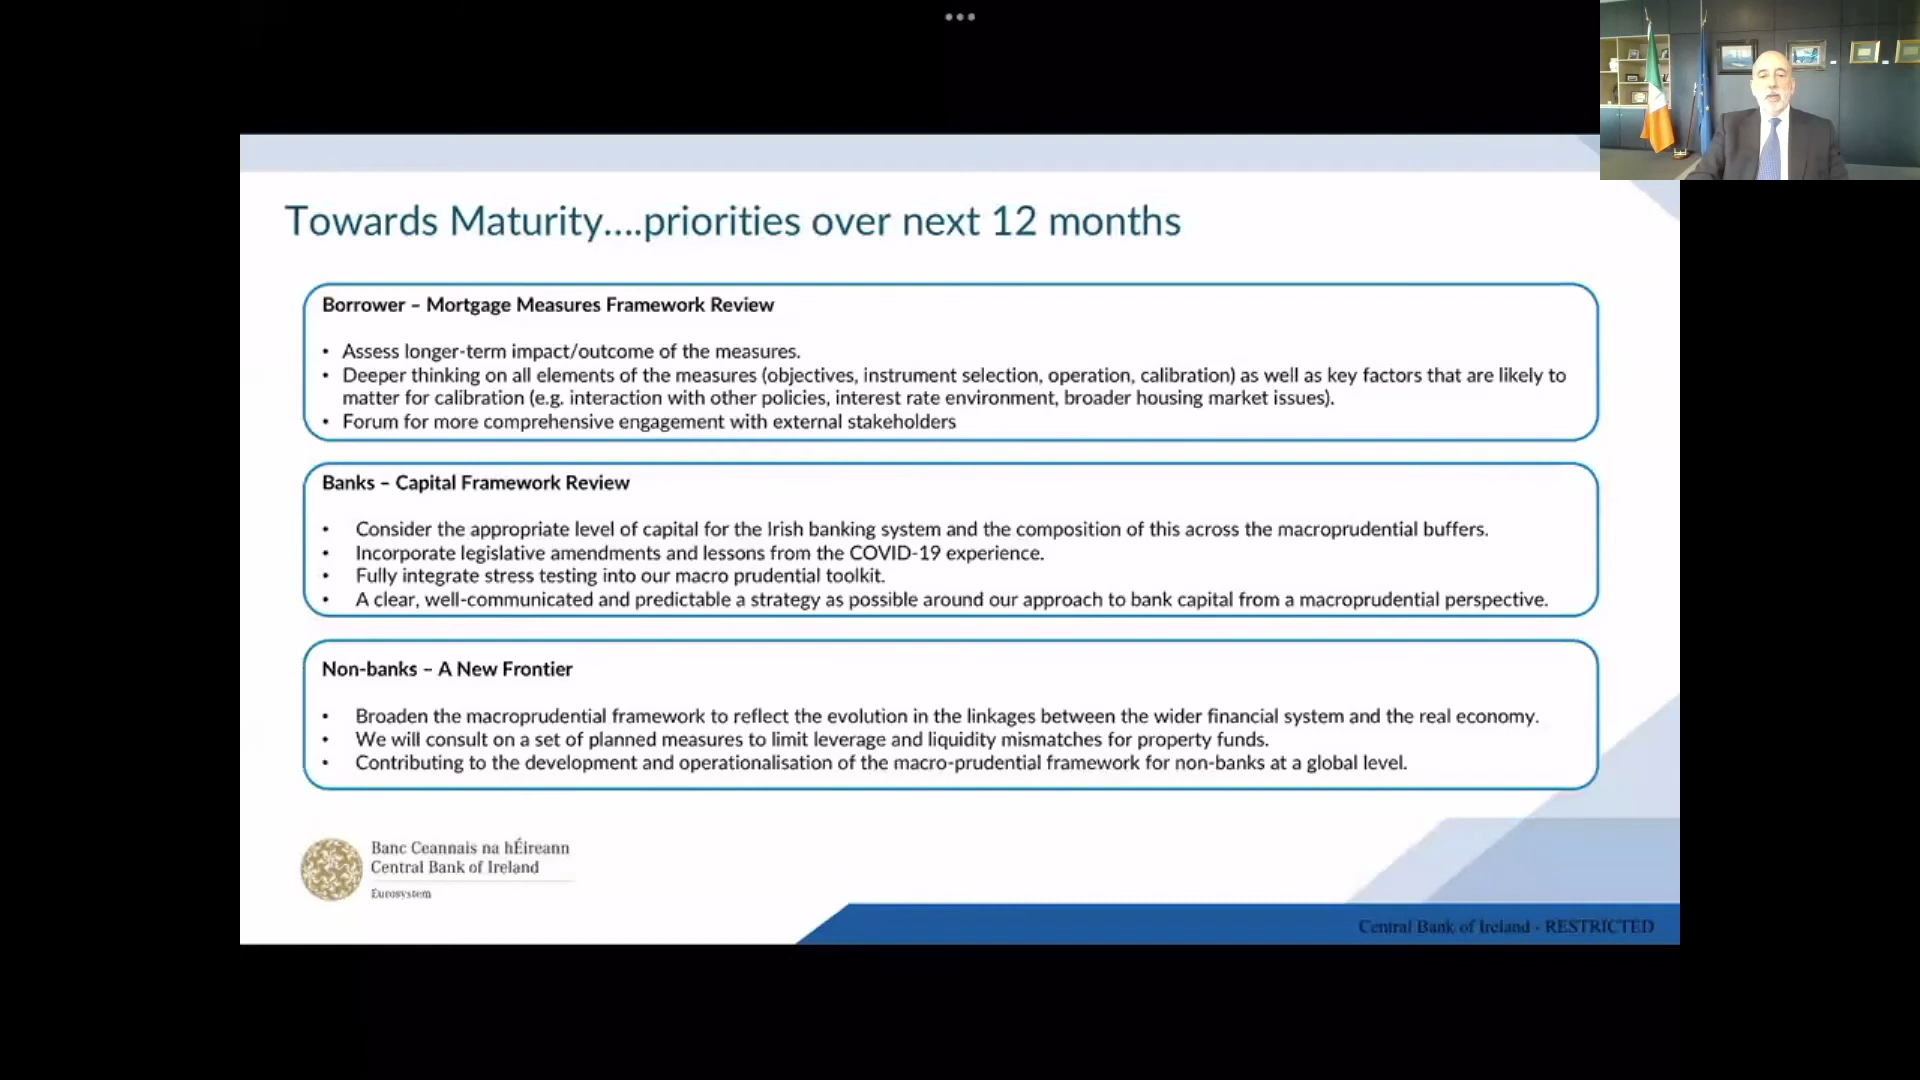 Towards Maturity....priorities over next 12 months
Borrower – Mortgage Measures Framework Review
• Assess longer-term impact/outcome of the measures.
• Deeper thinking on all elements of the measures (objectives, instrument selection, operation, calibration) as well as key factors that are likely to
matter for calibration (e.g. interaction with other policies, interest rate environment, broader housing market issues).
• Forum for more comprehensive engagement with external stakeholders
Banks – Capital Framework Review
• Consider the appropriate level of capital for the Irish banking system and the composition of this across the macroprudential buffers.
• Incorporate legislative amendments and lessons from the COVID-19 experience.
• Fully integrate stress testing into our macro prudential toolkit.
• A clear, well-communicated and predictable a strategy as possible around our approach to bank capital from a macroprudential perspective.
Non-banks – A New Frontier
• Broaden the macroprudential framework to reflect the evolution in the linkages between the wider financial system and the real economy.
• We will consult on a set of planned measures to limit leverage and liquidity mismatches for property funds.
• Contributing to the development and operationalisation of the macro-prudential framework for non-banks at a global level.
Banc Ceannais na hÉireann
Central Bank of Ireland
Eurosystem
Central Bank of Ireland - RESTRICTED